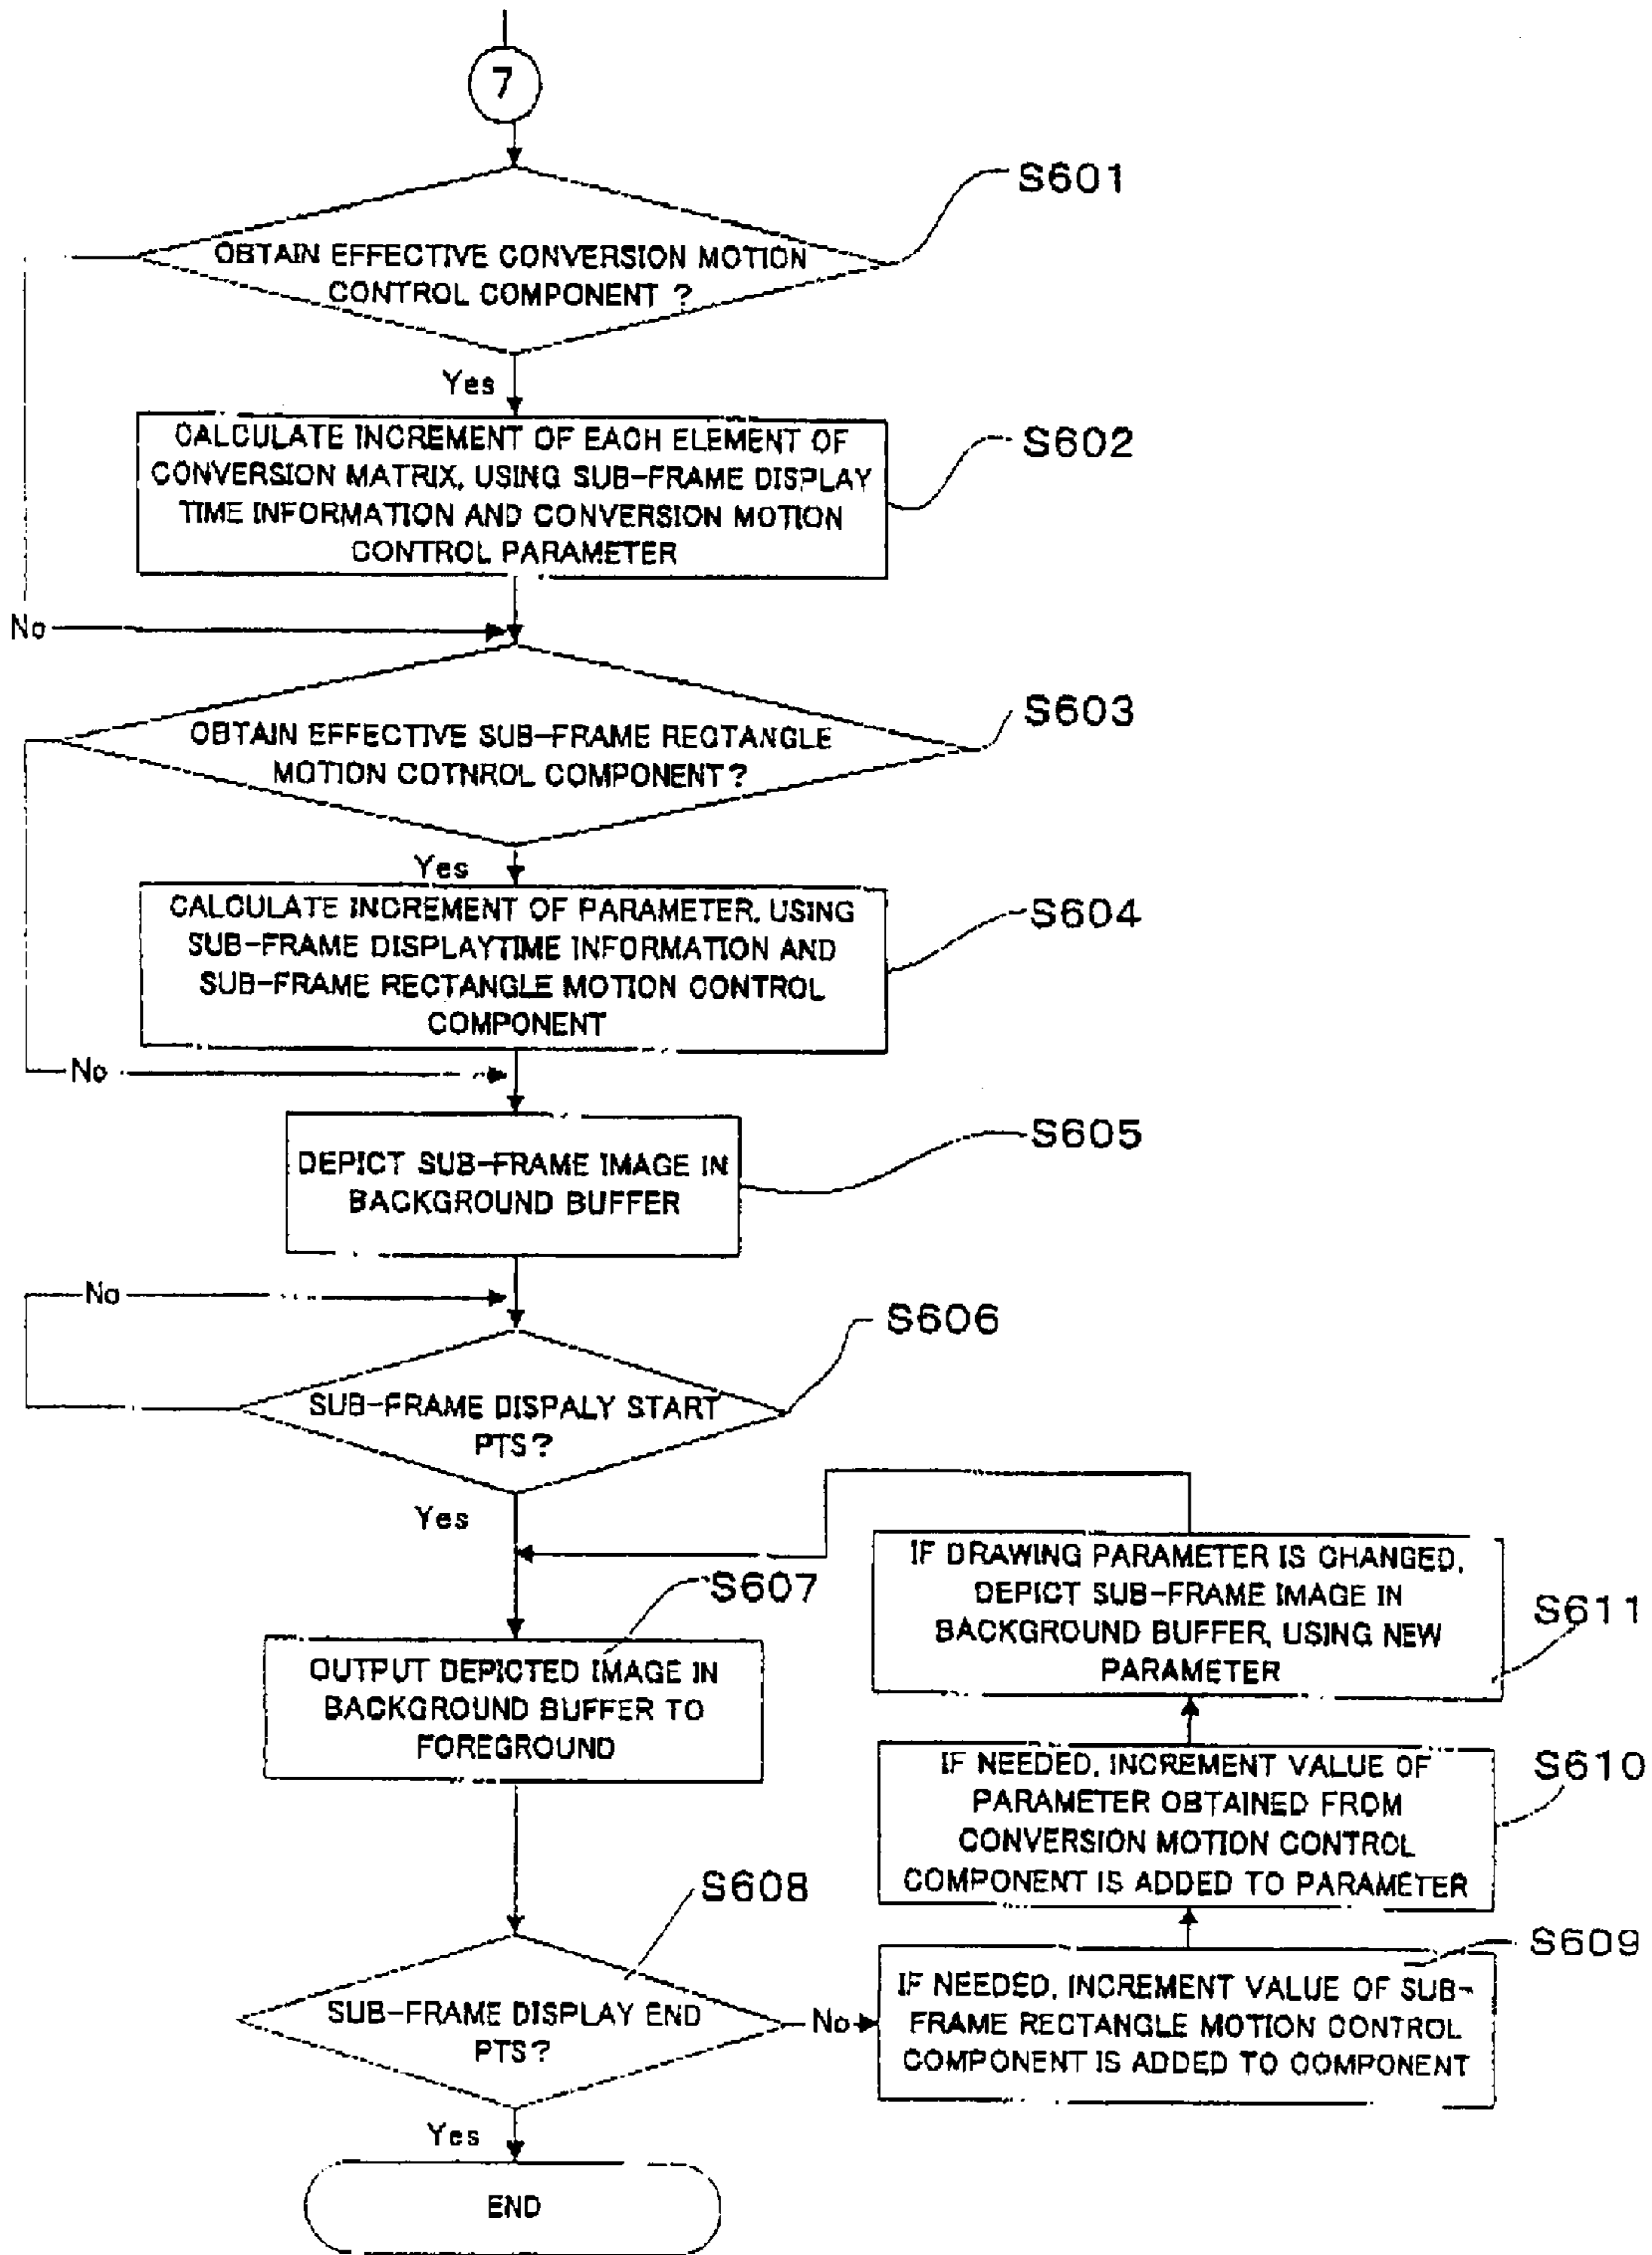 7
S601
OBTAIN EFFECTIVE CONVERSION MOTION
CONTROL COMPONENT ?
Yes
CALCULATE INCREMENT OF EACH ELEMENT OF
CONVERSION MATRIX, USING SUB-FRAME DISPLAY
TIME INFORMATION AND CONVERSION MOTION
CONTROL PARAMETER
S602
No
S603
OBTAIN EFFECTIVE SUB-FRAME RECTANGLE
MOTION COTNROL COMPONENT?
Yes
CALCULATE INCREMENT OF PARAMETER, USING
SUB-FRAME DISPLAYTIME INFORMATION AND
SUB-FRAME RECTANGLE MOTION CONTROL
COMPONENT
S604
No
S605
DEPICT SUB-FRAME IMAGE IN
BACKGROUND BUFFER
No
S606
SUB-FRAME DISPALY START
PTS?
Yes
S607
OUTPUT DEPICTED IMAGE IN
BACKGROUND BUFFER TO
FOREGROUND
IF DRAWING PARAMETER IS CHANGED,
DEPICT SUB-FRAME IMAGE IN
BACKGROUND BUFFER, USING NEW
PARAMETER
S611
IF NEEDED, INCREMENT VALUE OF
PARAMETER OBTAINED FROM
CONVERSION MOTION CONTROL
COMPONENT IS ADDED TO PARAMETER
S610
S608
SUB-FRAME DISPLAY END
PTS?
No
S609
IF NEEDED, INCREMENT VALUE OF SUB-
FRAME RECTANGLE MOTION CONTROL
COMPONENT IS ADDED TO COMPONENT
Yes
END